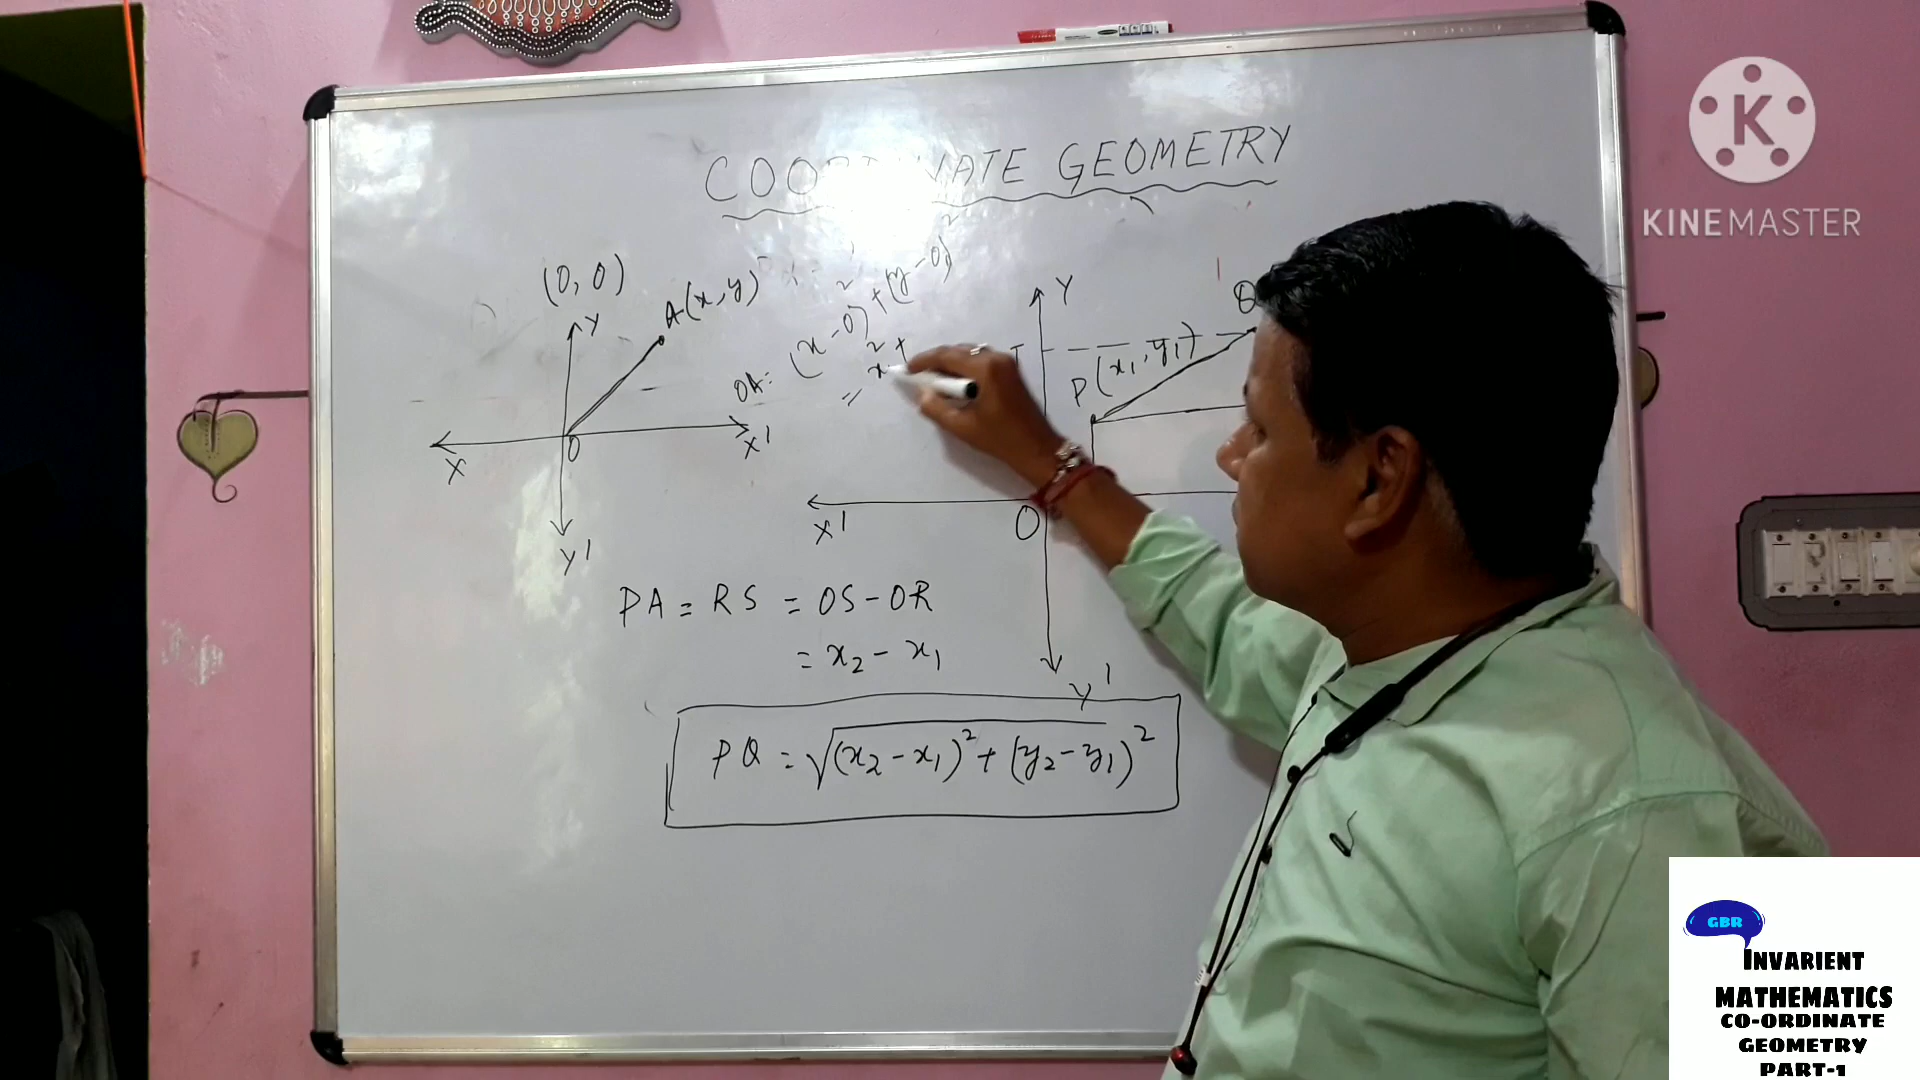 COORDINATE GEOMETRY
KINEMASTER
(0, 0)
Y
A(x, y)
O
X
X'
Y'
OA = (x - 0)² + (y - 0)²
= x² +
Y
Q
P(x₁, y₁)
X'
O
Y'
PA = RS = OS - OR
= x₂ - x₁
PQ = √(x₂ - x₁)² + (y₂ - y₁)²
GBR
INVARIENT
MATHEMATICS
CO-ORDINATE
GEOMETRY
PART-1